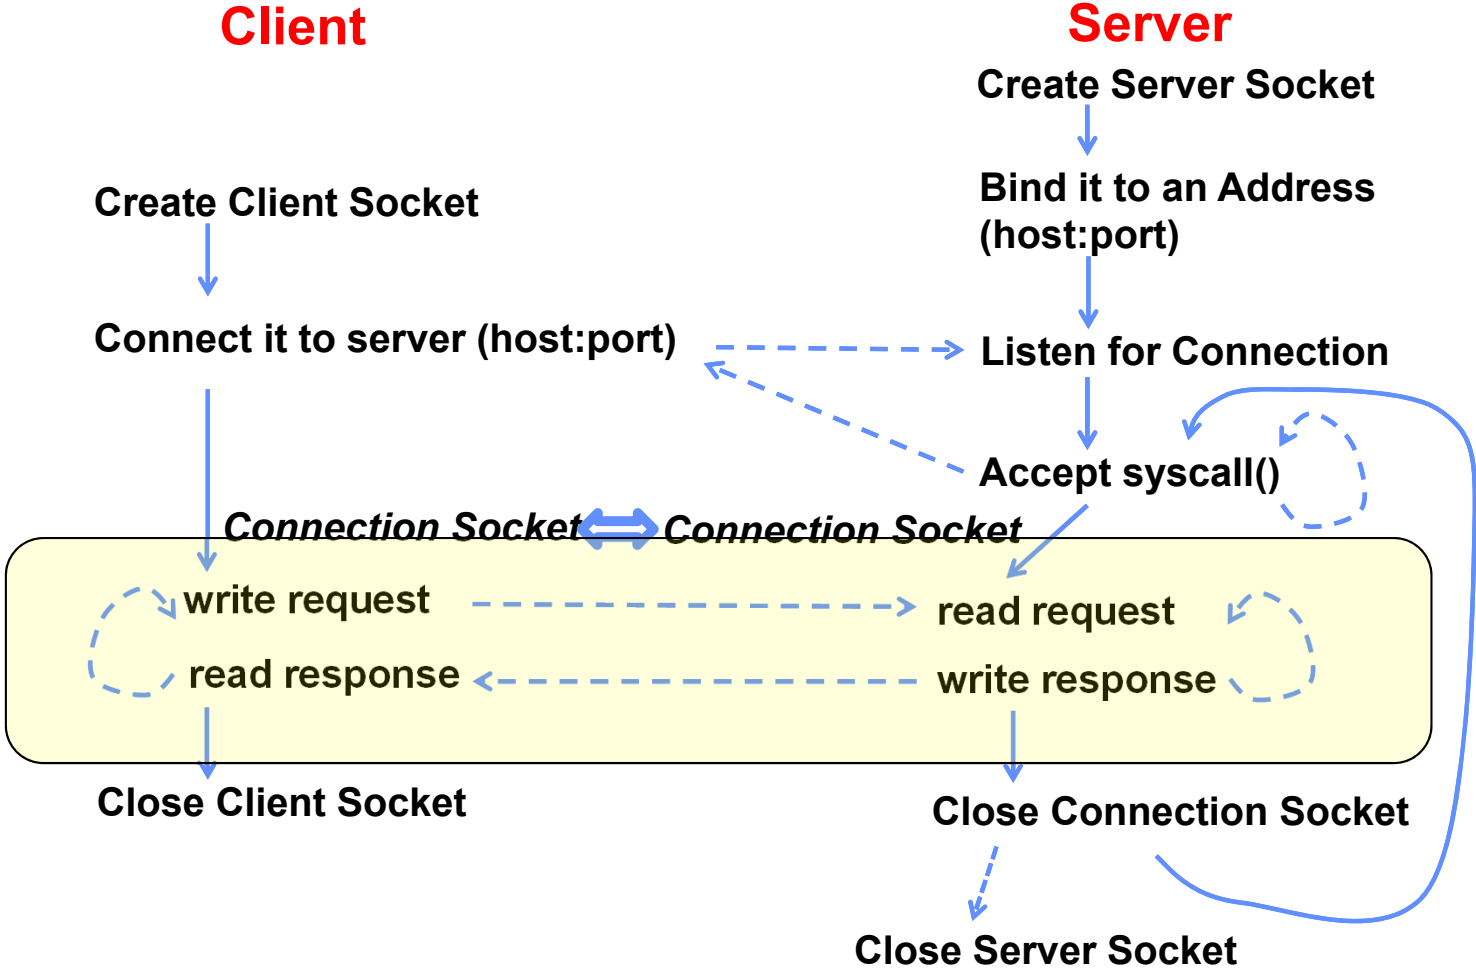 Client
Server
Create Server Socket
Create Client Socket
Bind it to an Address
(host:port)
Connect it to server (host:port)
Listen for Connection
Accept syscall()
Connection Socket
Connection Socket
write request
read request
read response
write response
Close Client Socket
Close Connection Socket
Close Server Socket